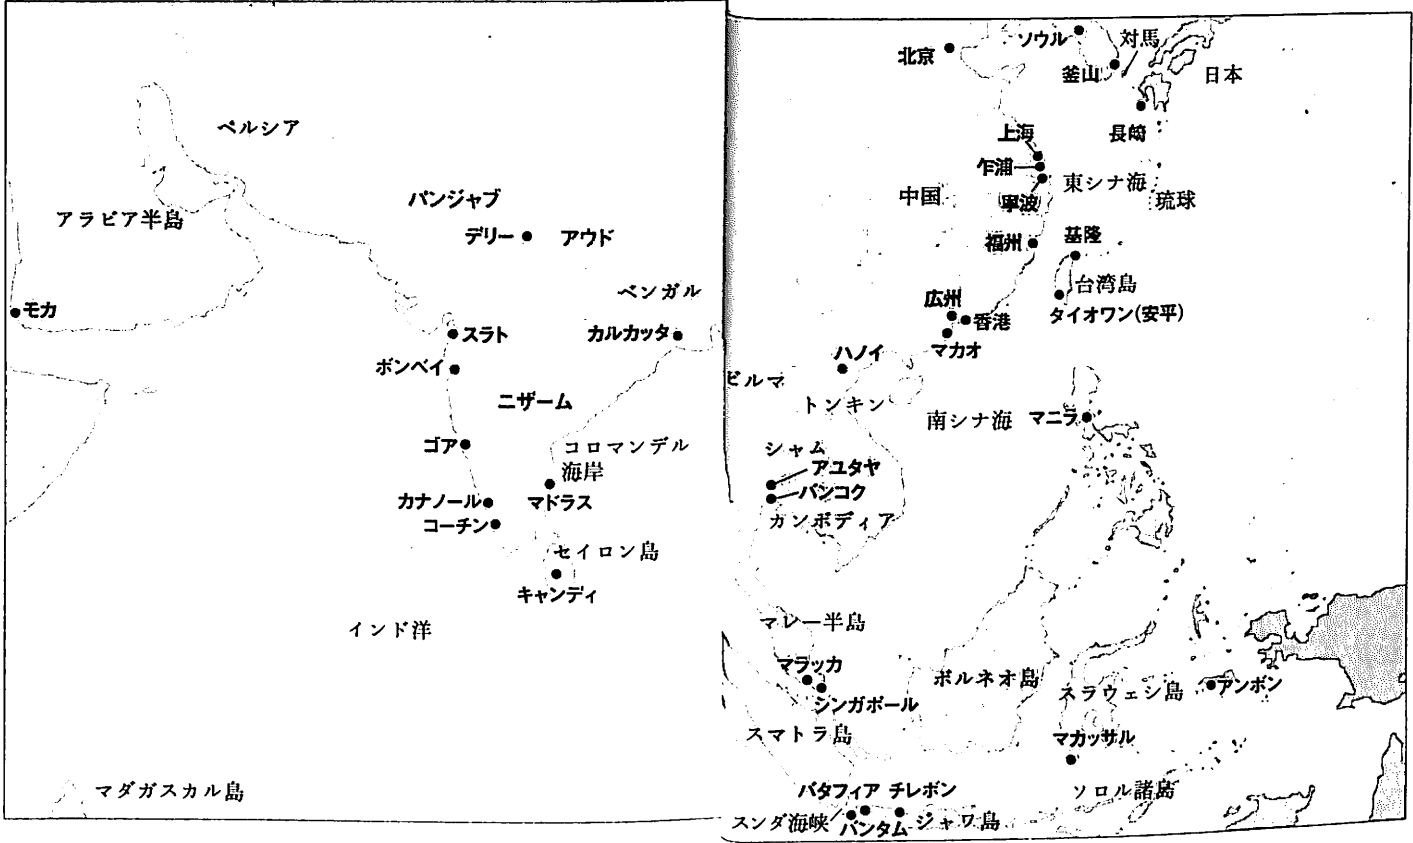 ペルシア
アラビア半島
モカ
パンジャブ
デリー
アウド
ベンガル
スラト
カルカッタ
ボンベイ
ニザーム
ゴア
コロマンデル
海岸
カナノール
マドラス
コーチン
セイロン島
キャンディ
インド洋
マダガスカル島
北京
ソウル
対馬
釜山
日本
長崎
上海
乍浦
中国
寧波
東シナ海
琉球
福州
基隆
台湾島
広州
香港
タイオワン(安平)
マカオ
ハノイ
ビルマ
トンキン
南シナ海
マニラ
シャム
アユタヤ
バンコク
カンボディア
マレー半島
マラッカ
シンガポール
ボルネオ島
スラウェシ島
アンボン
スマトラ島
マカッサル
バタフィア
チレボン
ソロル諸島
スンダ海峡
バンタム
ジャワ島